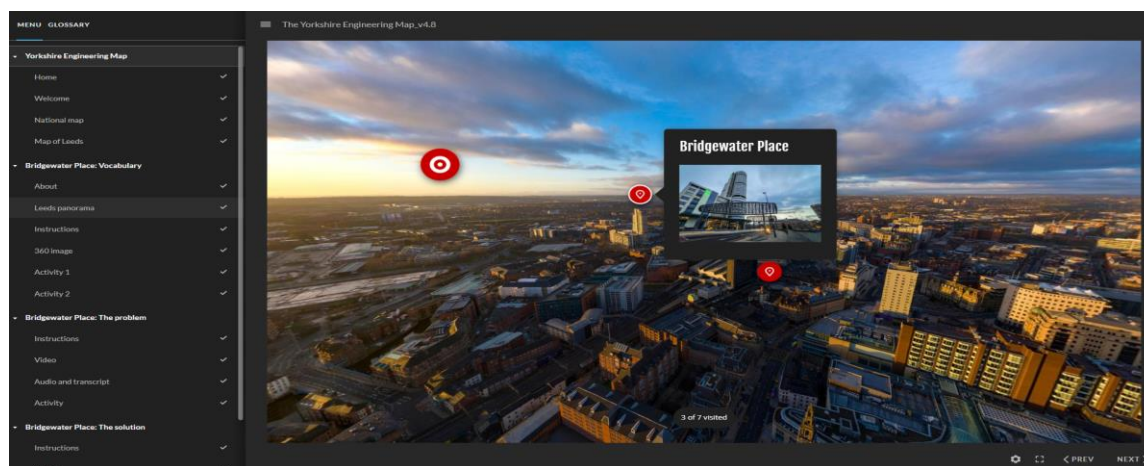 MENU GLOSSARY
The Yorkshire Engineering Map_v4.8
Yorkshire Engineering Map
Home
Welcome
National map
Map of Leeds
Bridgewater Place: Vocabulary
About
Leeds panorama
Instructions
360 image
Activity 1
Activity 2
Bridgewater Place: The problem
Instructions
Video
Audio and transcript
Activity
Bridgewater Place: The solution
Instructions
Bridgewater Place
3 of 7 visited
< PREV NEXT